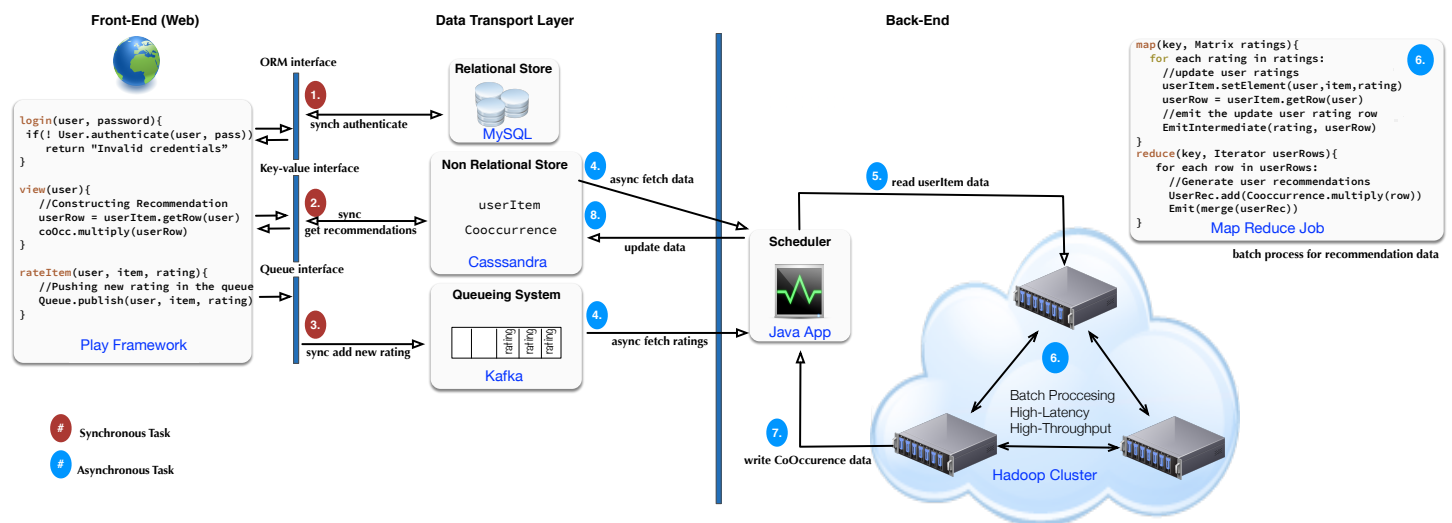 Front-End (Web)
Data Transport Layer
Back-End
ORM interface
login(user, password){
if(! User.authenticate(user, pass))
return "Invalid credentials”
}
Key-value interface
view(user){
//Constructing Recommendation
userRow = userItem.getRow(user)
coOcc.multiply(userRow)
}
Queue interface
rateItem(user, item, rating){
//Pushing new rating in the queue
Queue.publish(user, item, rating)
}
Play Framework
1.
synch authenticate
2.
sync
get recommendations
3.
sync add new rating
Relational Store
MySQL
Non Relational Store
userItem
Cooccurrence
Casssandra
Queueing System
rating
rating
rating
Kafka
4.
async fetch data
8.
update data
4.
async fetch ratings
Scheduler
Java App
5.
read userItem data
7.
write CoOccurence data
6.
Batch Proccesing
High-Latency
High-Throughput
Hadoop Cluster
map(key, Matrix ratings){
for each rating in ratings:
//update user ratings
userItem.setElement(user,item,rating)
userRow = userItem.getRow(user)
//emit the update user rating row
EmitIntermediate(rating, userRow)
}
reduce(key, Iterator userRows){
for each row in userRows:
//Generate user recommendations
UserRec.add(Cooccurrence.multiply(row))
Emit(merge(userRec))
}
6.
Map Reduce Job
batch process for recommendation data
# Synchronous Task
# Asynchronous Task